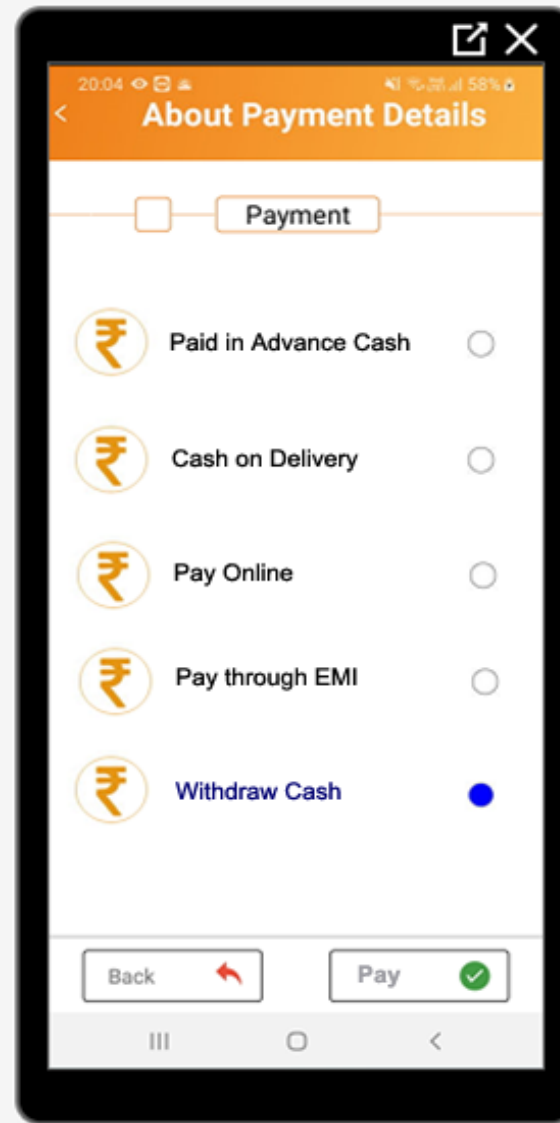 20:04 58%
About Payment Details
Payment
₹ Paid in Advance Cash
₹ Cash on Delivery
₹ Pay Online
₹ Pay through EMI
₹ Withdraw Cash
Back Pay